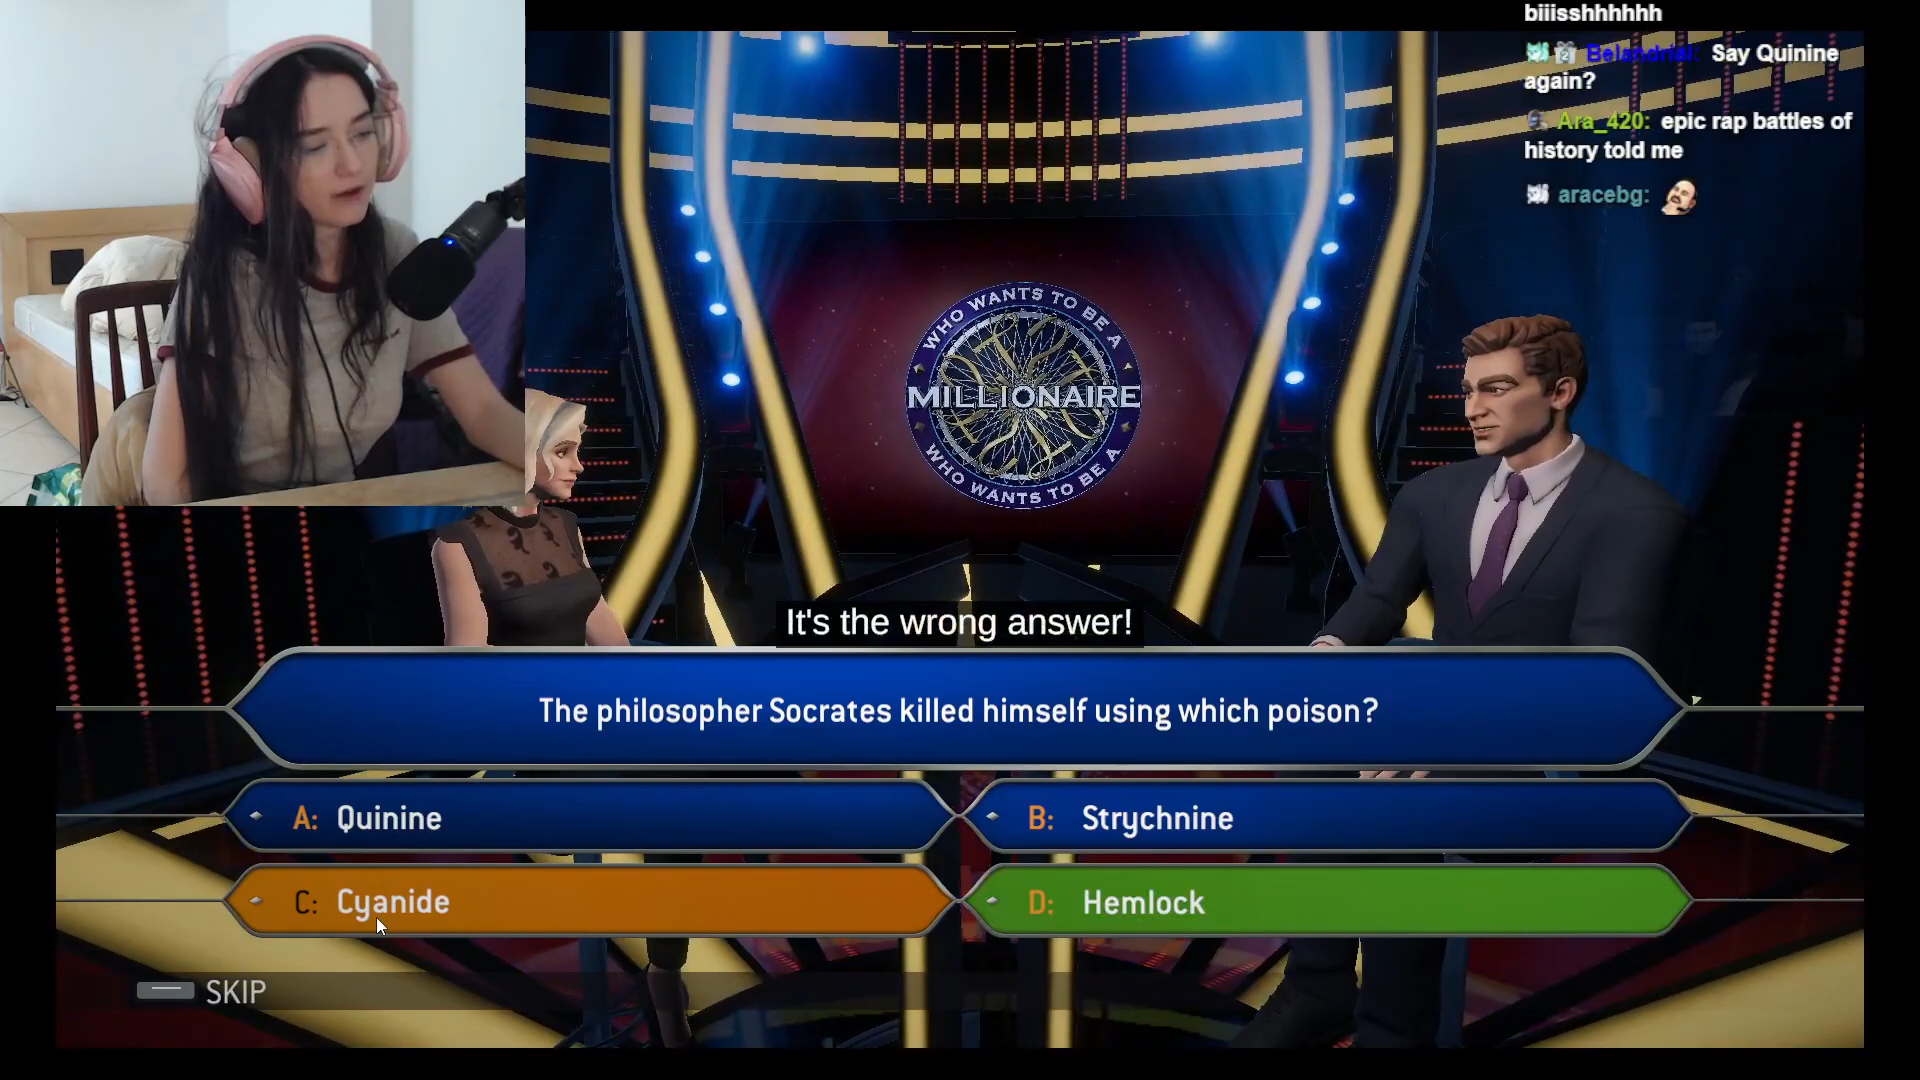 biiisshhhhhh
Belandrial: Say Quinine
again?
Ara_420: epic rap battles of
history told me
aracebg:
WHO WANTS TO BE A
MILLIONAIRE
WHO WANTS TO BE A
It's the wrong answer!
The philosopher Socrates killed himself using which poison?
A: Quinine
B: Strychnine
C: Cyanide
D: Hemlock
SKIP